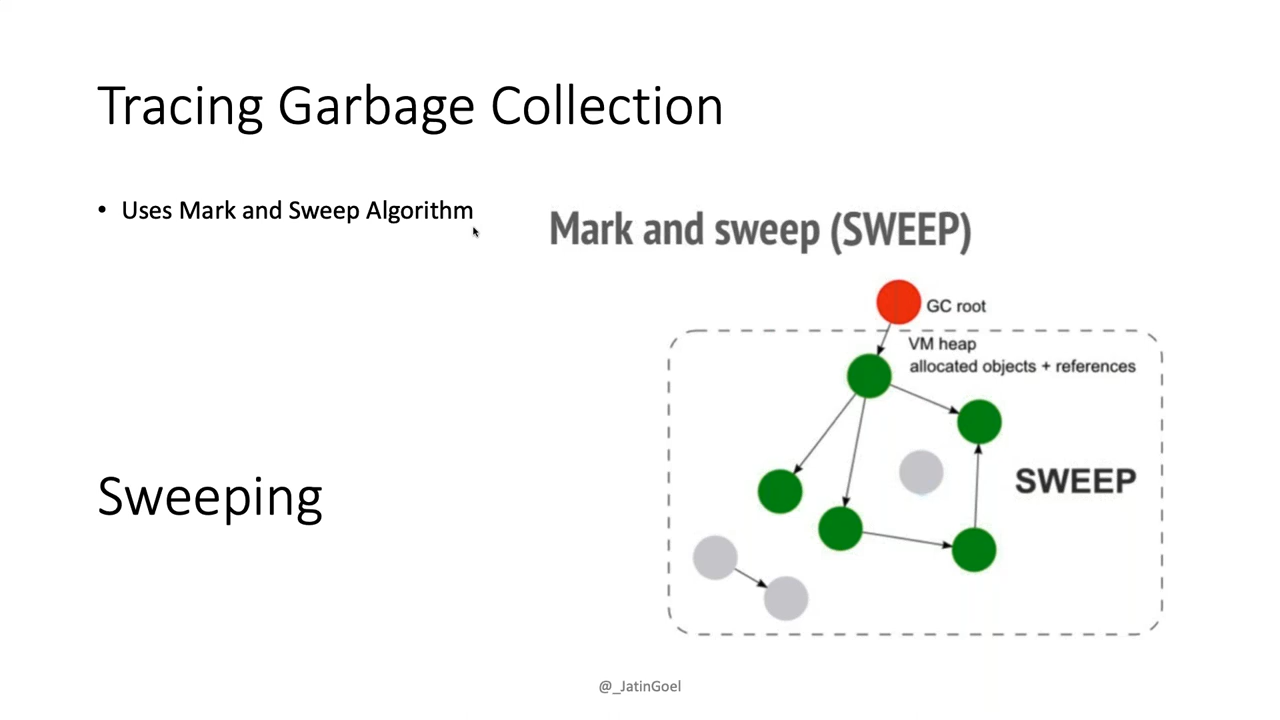 Tracing Garbage Collection
• Uses Mark and Sweep Algorithm
Mark and sweep (SWEEP)
GC root
VM heap
allocated objects + references
SWEEP
Sweeping
@_JatinGoel